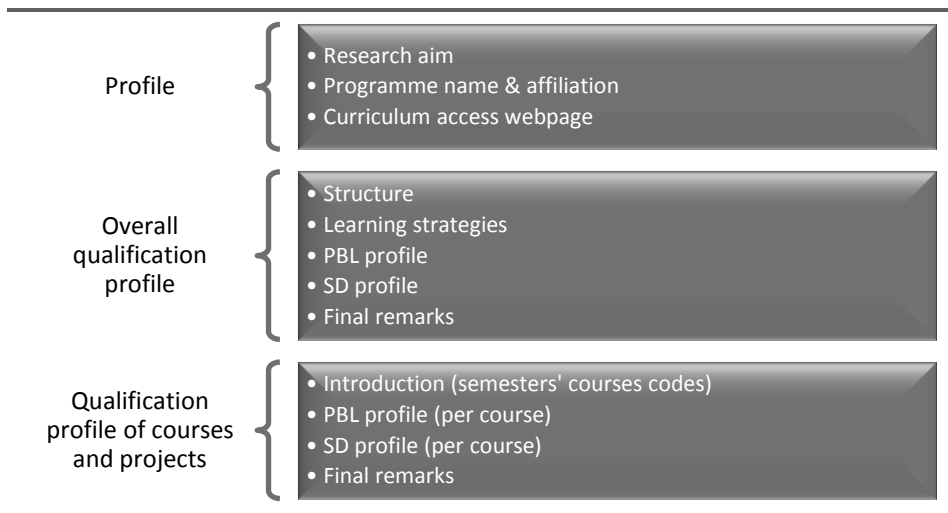 Profile
• Research aim
• Programme name & affiliation
• Curriculum access webpage
Overall
qualification
profile
• Structure
• Learning strategies
• PBL profile
• SD profile
• Final remarks
Qualification
profile of courses
and projects
• Introduction (semesters' courses codes)
• PBL profile (per course)
• SD profile (per course)
• Final remarks